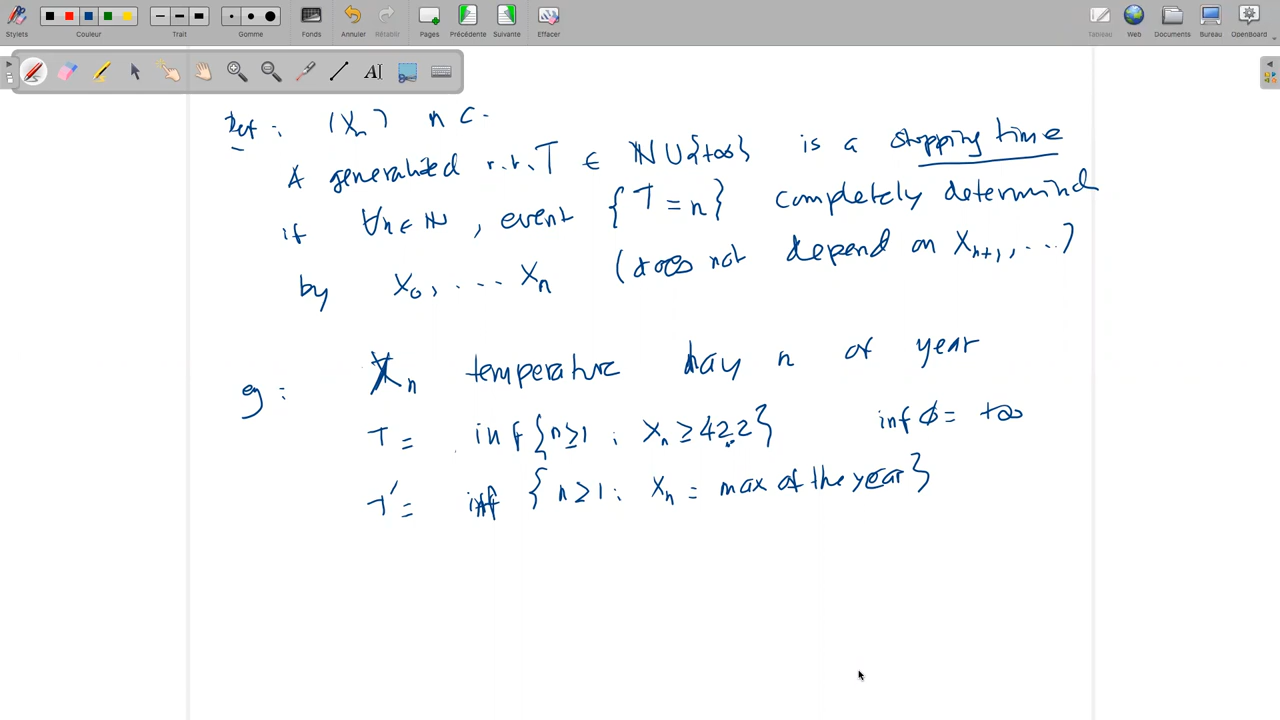 Stylets Couleur Trait Gomme Fonds Annuler Rétablir Pages Précédente Suivante Effacer Tableau Web Documents Bureau OpenBoard
Def : (Xn) n C.
A generalized r.v. T ∈ ℕ ∪ {+∞} is a stopping time
if ∀n ∈ ℕ , event {T = n} completely determind
by X₀, .... Xn (does not depend on Xn+1, ...)
eg : Xn temperature day n of year
T = inf {n ≥ 1 ; Xn ≥ 42.2} inf ∅ = +∞
T' = inf {n ≥ 1 : Xn = max of the year}